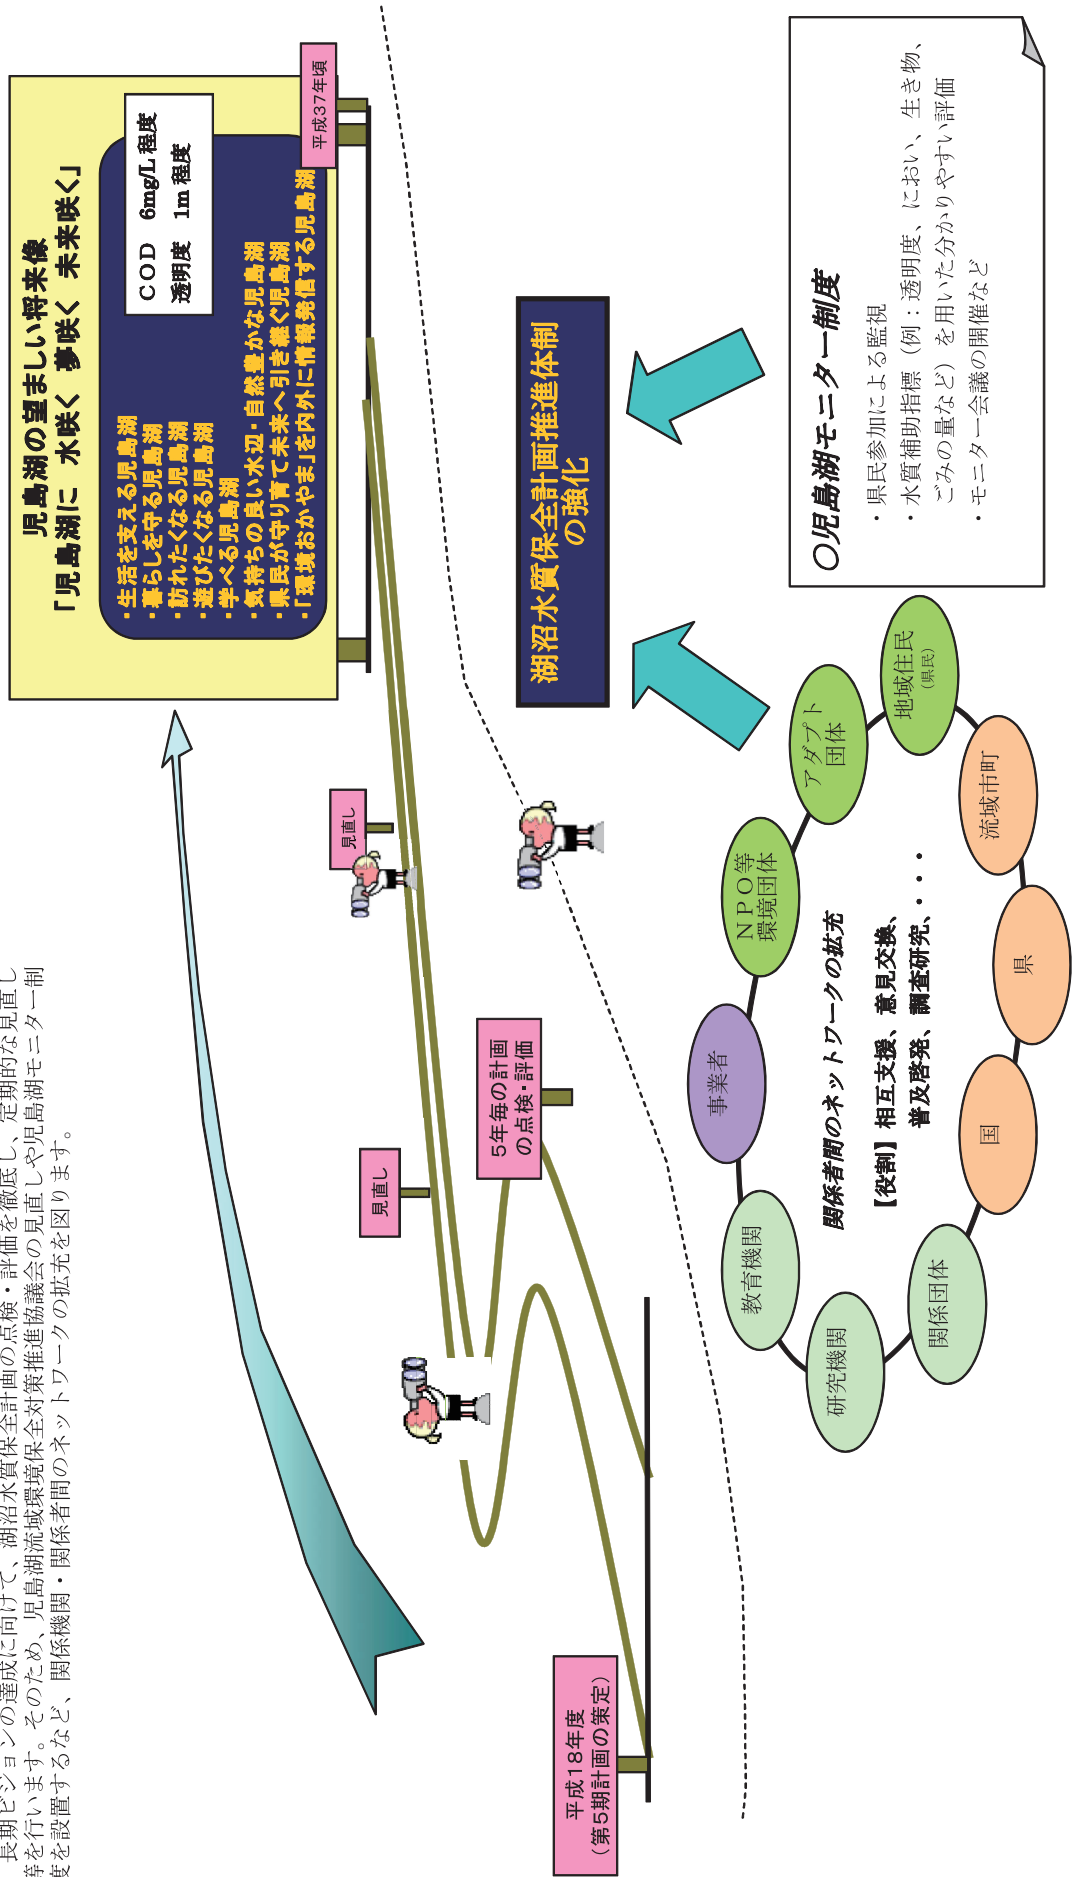 長期ビジョンの達成に向けて、湖沼水質保全計画の点検・評価を徹底し、定期的な見直し
等を行います。そのため、児島湖流域環境保全対策推進協議会の見直しや児島湖モニター制
度を設置するなど、関係機関・関係者間のネットワークの拡充を図ります。
児島湖の望ましい将来像
「児島湖に 水咲く 夢咲く 未来咲く」
COD 6mg/L程度
透明度 1m程度
・生活を支える児島湖
・暮らしを守る児島湖
・訪れたくなる児島湖
・遊びたくなる児島湖
・学べる児島湖
・気持ちの良い水辺・自然豊かな児島湖
・県民が守り育て未来へ引き継ぐ児島湖
・「環境おかやま」を内外に情報発信する児島湖
平成37年頃
見直し
見直し
5年毎の計画
の点検・評価
平成18年度
（第5期計画の策定）
湖沼水質保全計画推進体制
の強化
〇児島湖モニター制度
・県民参加による監視
・水質補助指標（例：透明度、におい、生き物、
ごみの量など）を用いた分かりやすい評価
・モニター会議の開催など
事業者
NPO等
環境団体
アダプト
団体
地域住民
（県民）
流域市町
県
国
関係団体
研究機関
教育機関
関係者間のネットワークの拡充
【役割】相互支援、意見交換、
普及啓発、調査研究、・・・